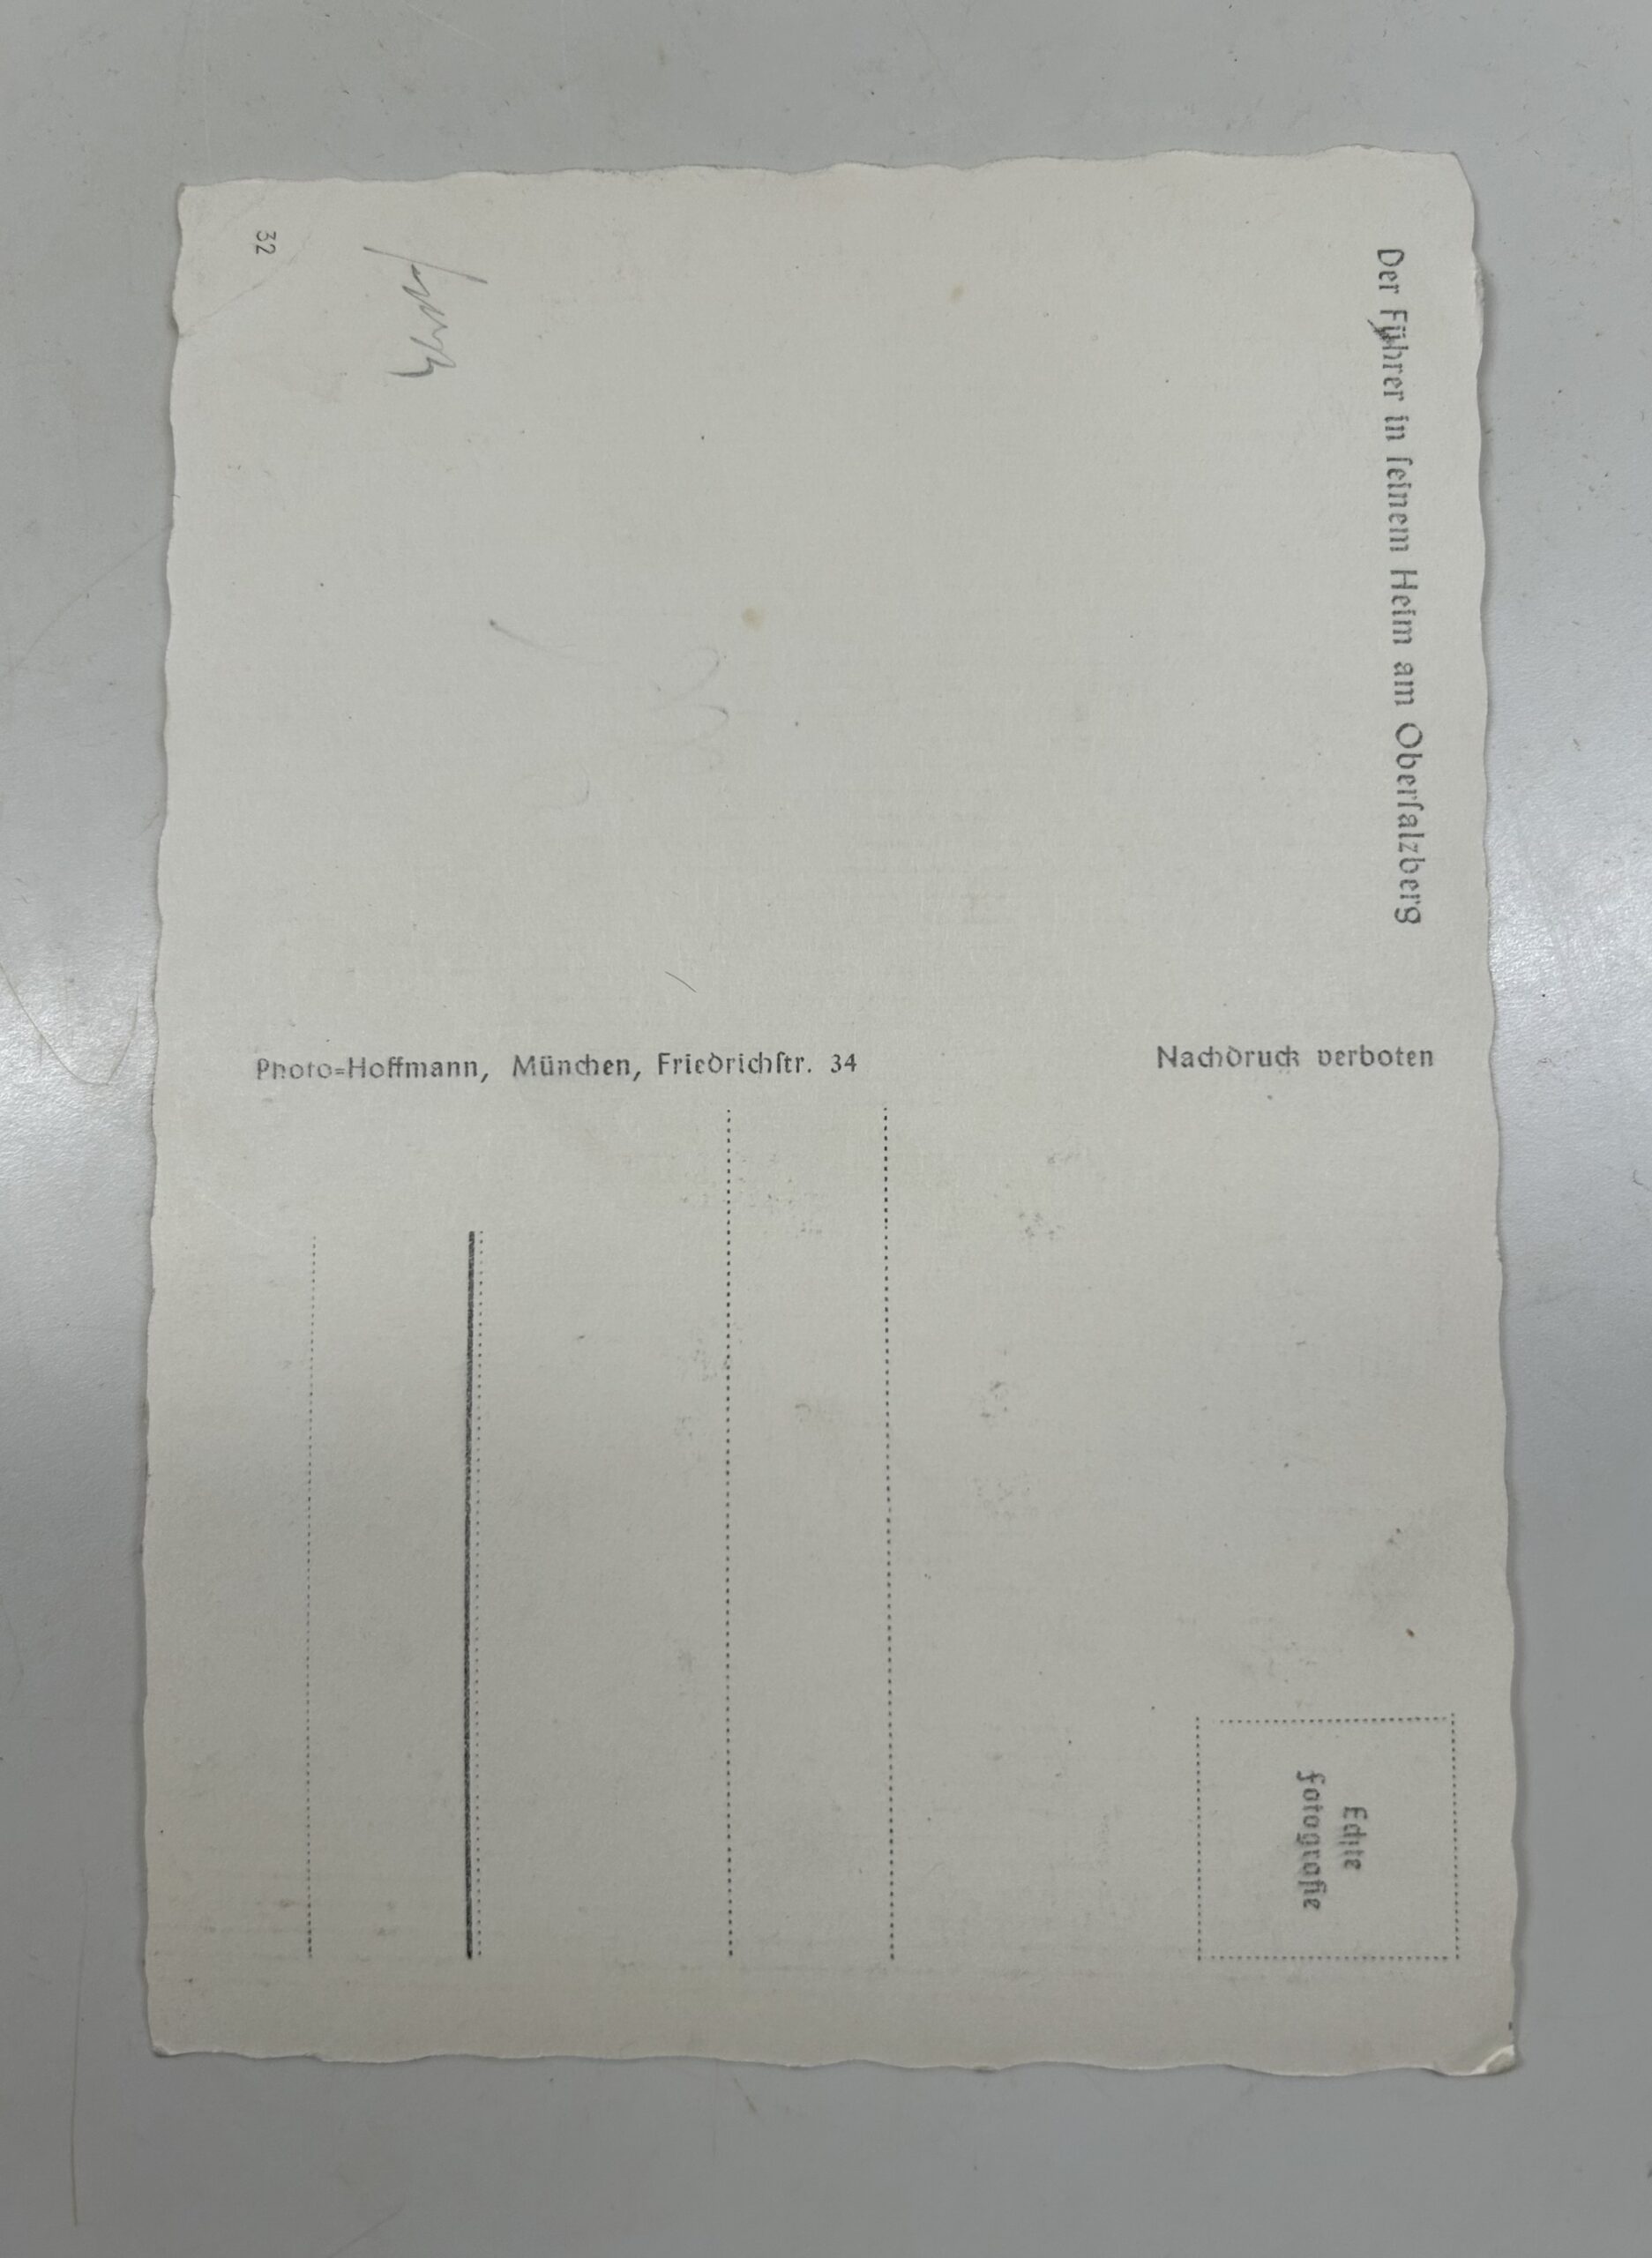 Der Führer in ſeinem Heim am Oberſalzberg
Echte
Fotografie
Photo=Hoffmann, München, Friedrichſtr. 34
Nachdruck verboten
32